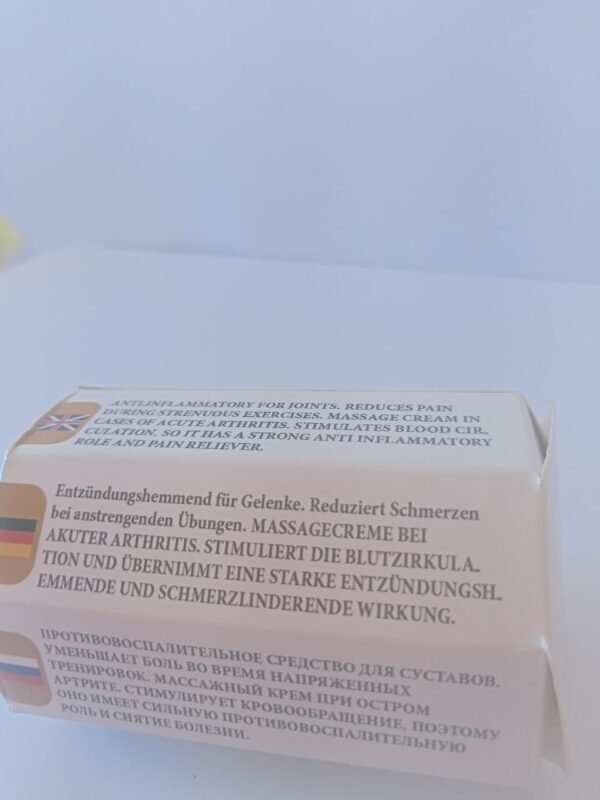 ANTLINFLAMMATORY FOR JOINTS. REDUCES PAIN
DURING STRENUOUS EXERCISES. MASSAGE CREAM IN
CASES OF ACUTE ARTHRITIS. STIMULATES BLOOD CIR.
CULATION, SO IT HAS A STRONG ANTI INFLAMMATORY
ROLE AND PAIN RELIEVER.
Entzündungshemmend für Gelenke. Reduziert Schmerzen
bei anstrengenden Übungen. MASSAGECREME BEI
AKUTER ARTHRITIS. STIMULIERT DIE BLUTZIRKULA.
TION UND ÜBERNIMMT EINE STARKE ENTZÜNDUNGSH.
EMMENDE UND SCHMERZLINDERENDE WIRKUNG.
ПРОТИВОВОСПАЛИТЕЛЬНОЕ СРЕДСТВО ДЛЯ СУСТАВОВ.
УМЕНЬШАЕТ БОЛЬ ВО ВРЕМЯ НАПРЯЖЕННЫХ
ТРЕНИРОВОК. МАССАЖНЫЙ КРЕМ ПРИ ОСТРОМ
АРТРИТЕ. СТИМУЛИРУЕТ КРОВООБРАЩЕНИЕ, ПОЭТОМУ
ОНО ИМЕЕТ СИЛЬНУЮ ПРОТИВОВОСПАЛИТЕЛЬНУЮ
РОЛЬ И СНЯТИЕ БОЛЕЗНИ.